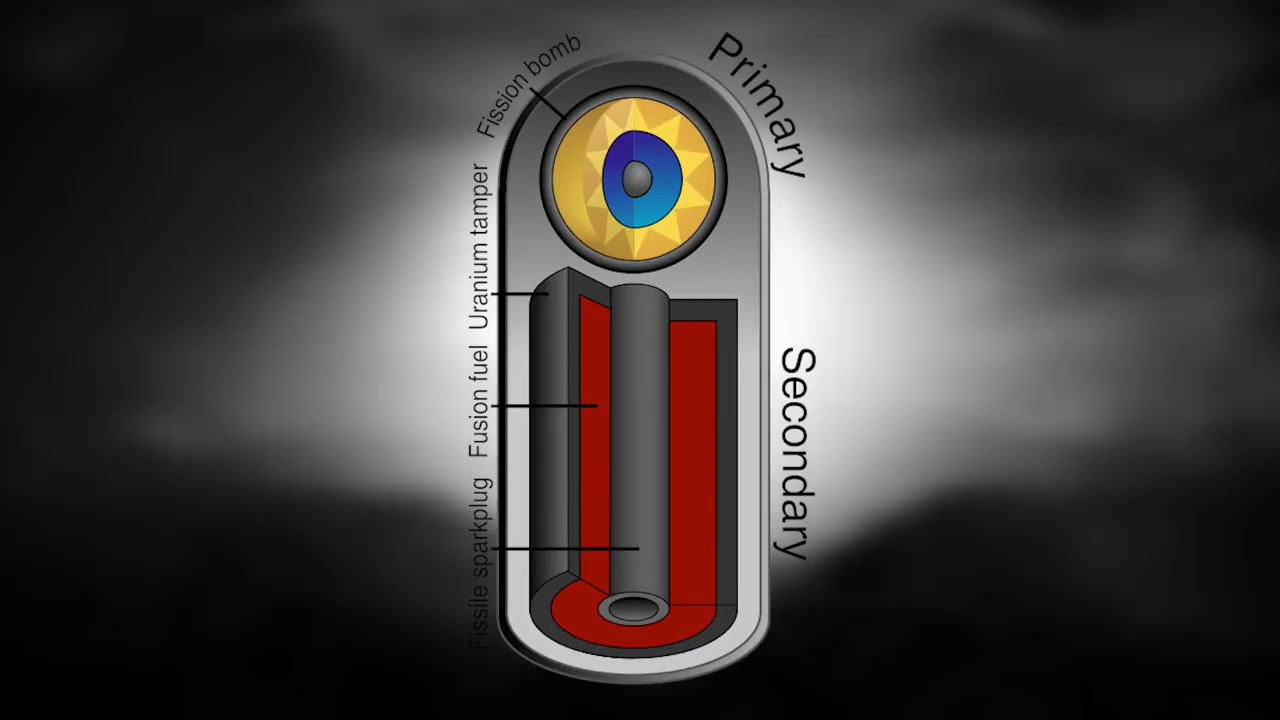 Fission bomb
Primary
Uranium tamper
Fusion fuel
Secondary
Fissile sparkplug